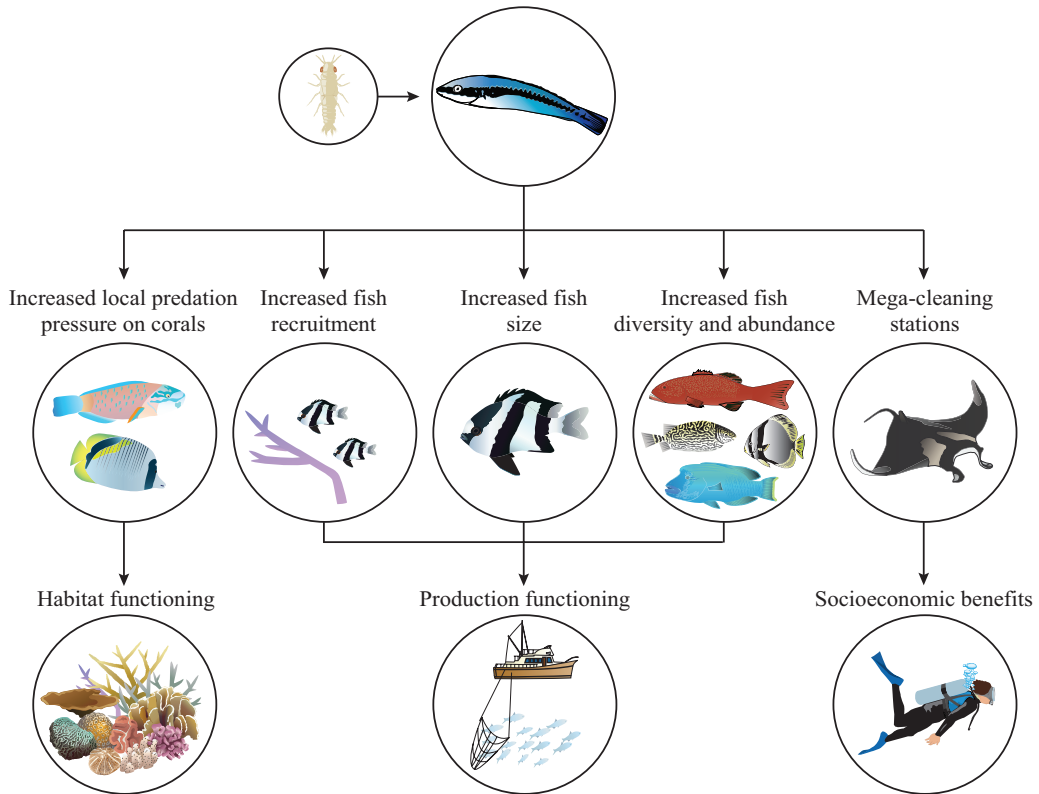 Increased local predation
pressure on corals
Increased fish
recruitment
Increased fish
size
Increased fish
diversity and abundance
Mega-cleaning
stations
Habitat functioning
Production functioning
Socioeconomic benefits